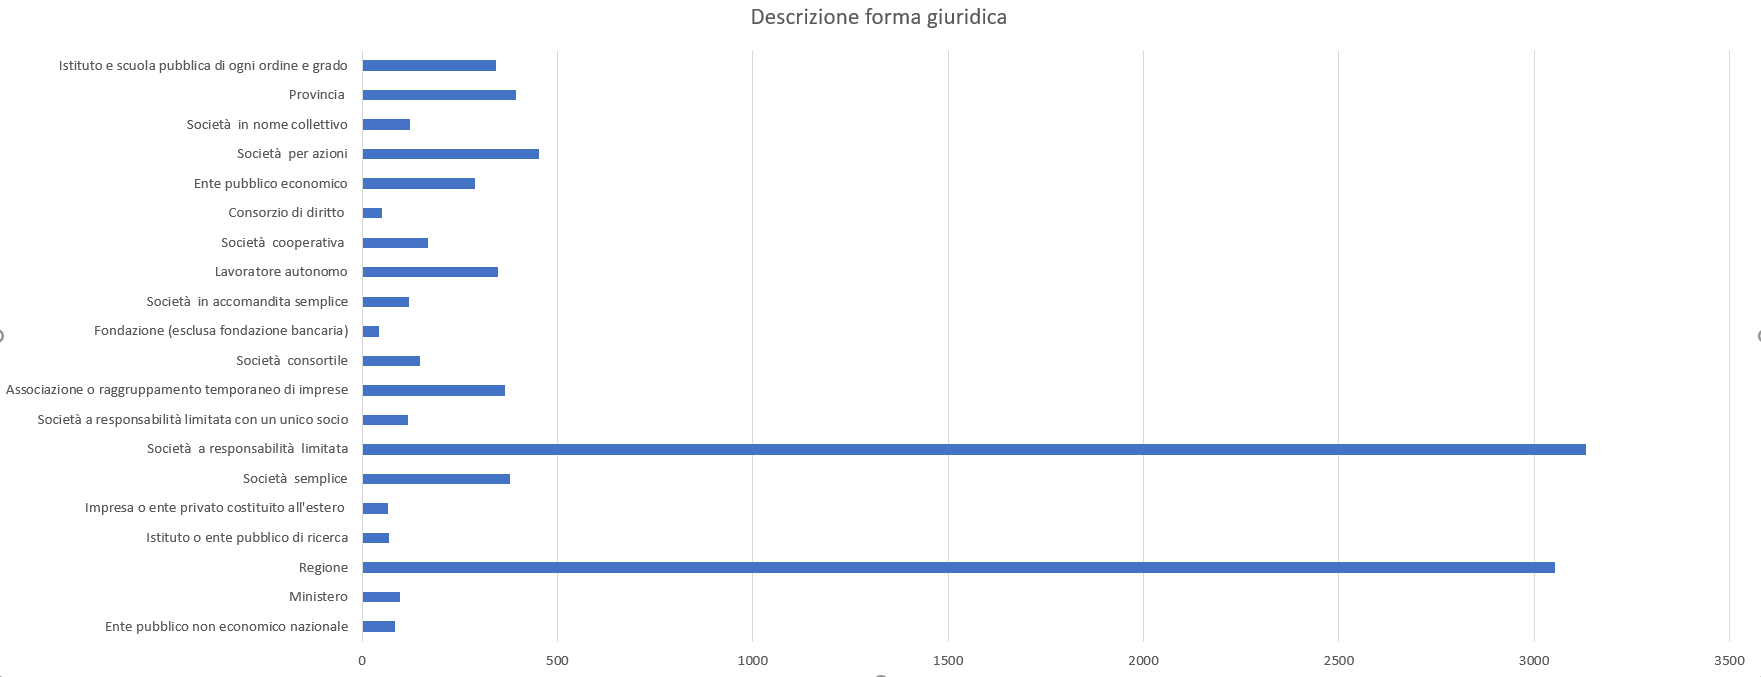 Descrizione forma giuridica
Istituto e scuola pubblica di ogni ordine e grado
Provincia
Società in nome collettivo
Società per azioni
Ente pubblico economico
Consorzio di diritto
Società cooperativa
Lavoratore autonomo
Società in accomandita semplice
Fondazione (esclusa fondazione bancaria)
Società consortile
Associazione o raggruppamento temporaneo di imprese
Società a responsabilità limitata con un unico socio
Società a responsabilità limitata
Società semplice
Impresa o ente privato costituito all'estero
Istituto o ente pubblico di ricerca
Regione
Ministero
Ente pubblico non economico nazionale
0 500 1000 1500 2000 2500 3000 3500